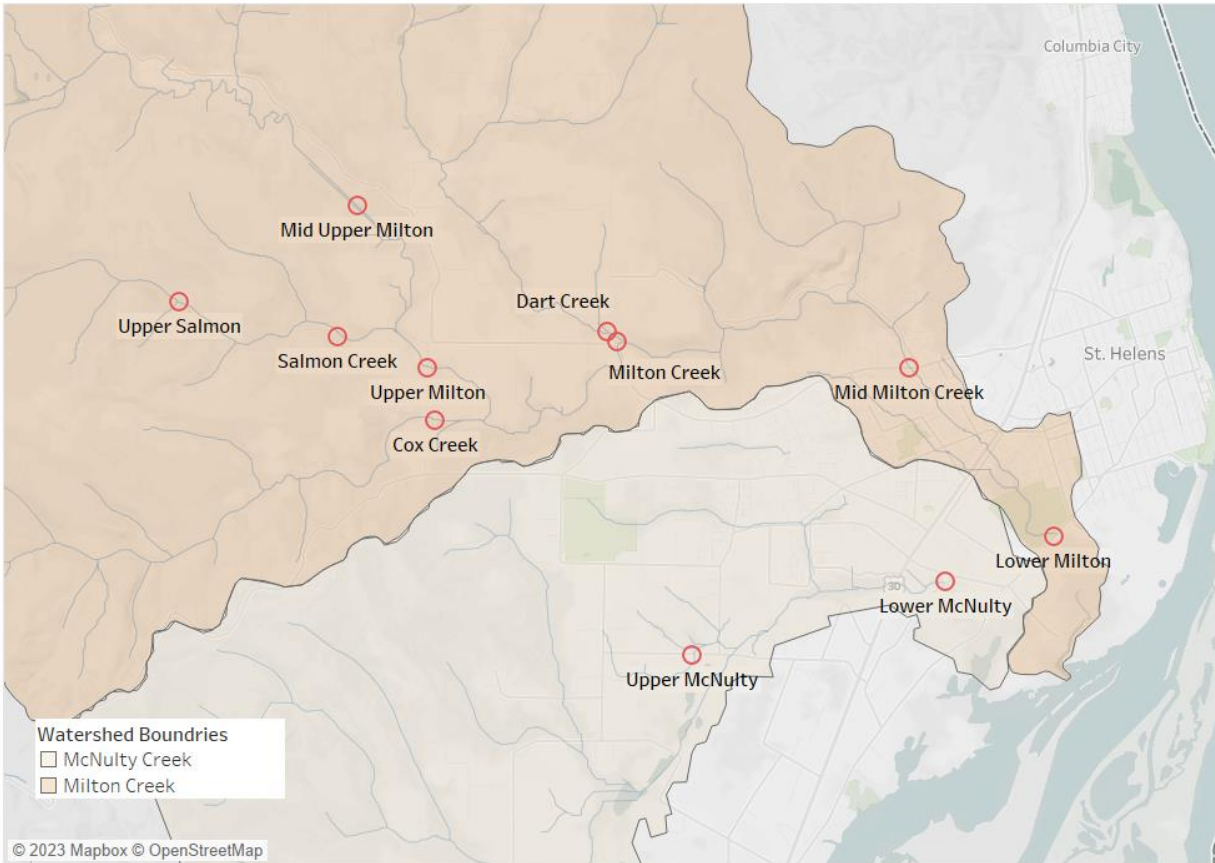 Columbia City
Mid Upper Milton
Dart Creek
Upper Salmon
St. Helens
Salmon Creek
Milton Creek
Upper Milton
Mid Milton Creek
Cox Creek
Lower Milton
30
Lower McNulty
Upper McNulty
Watershed Boundries
McNulty Creek
Milton Creek
© 2023 Mapbox © OpenStreetMap